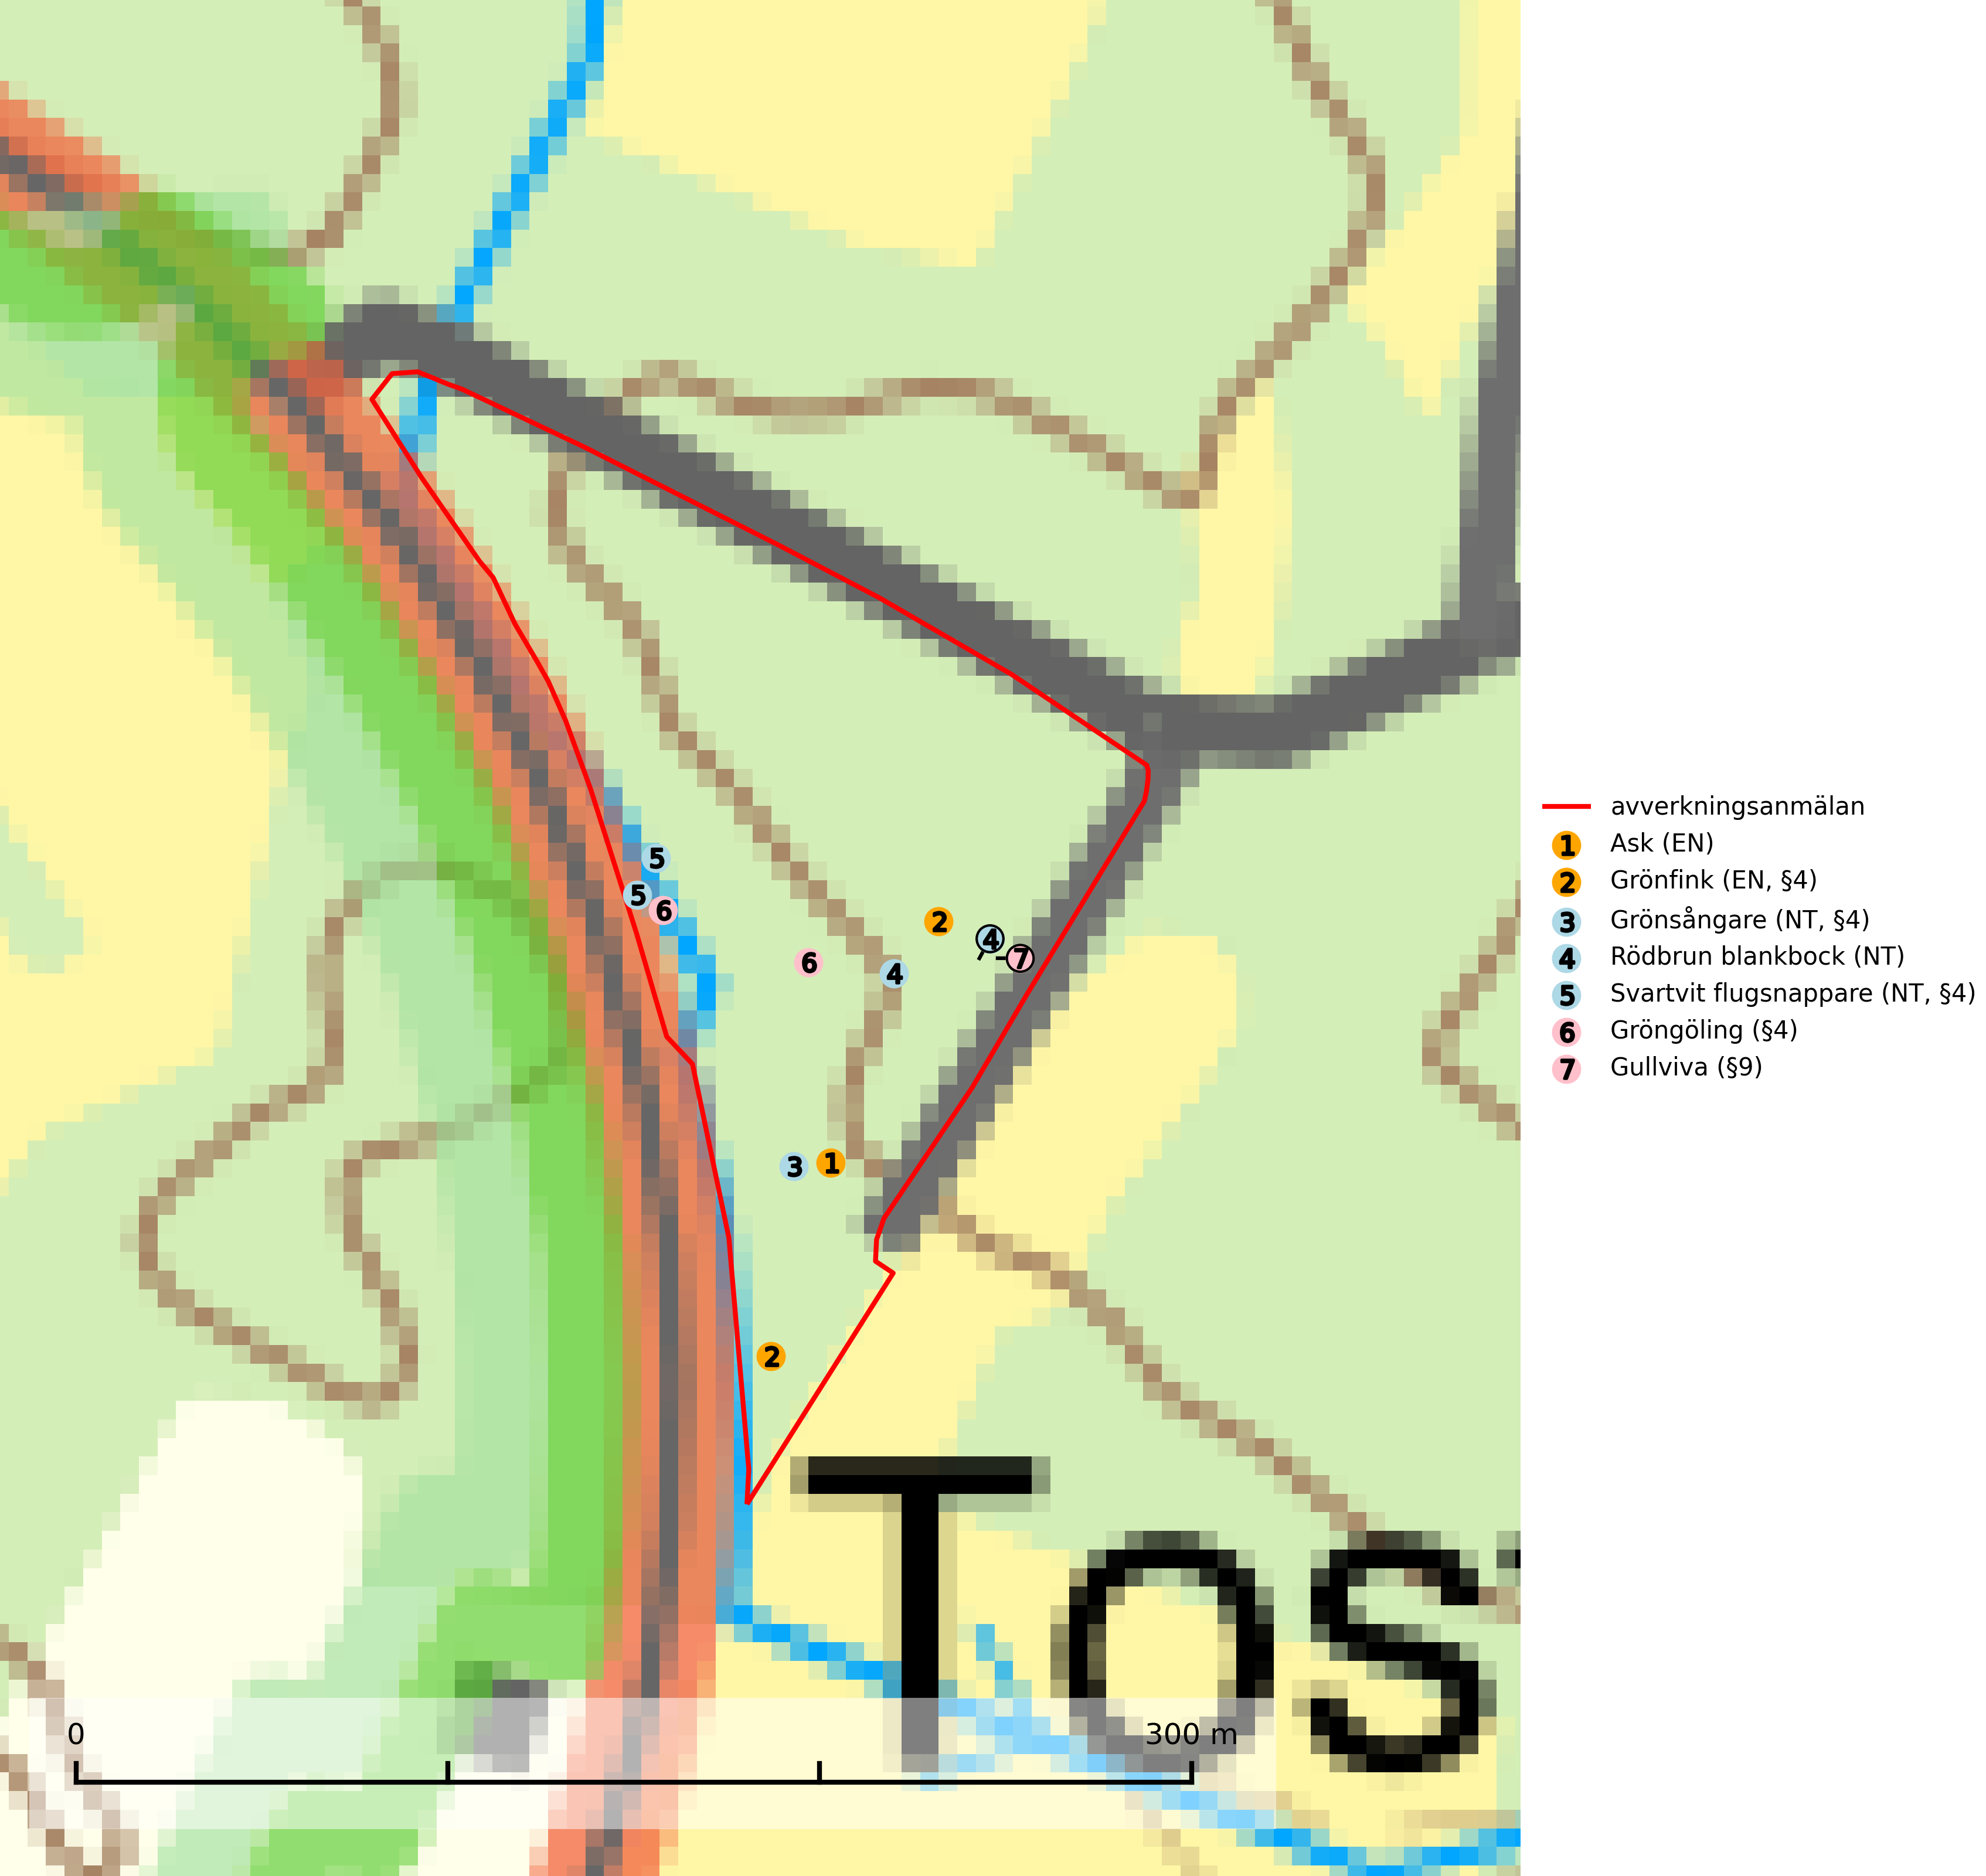 avverkningsanmälan
1 Ask (EN)
2 Grönfink (EN, §4)
3 Grönsångare (NT, §4)
4 Rödbrun blankbock (NT)
5 Svartvit flugsnappare (NT, §4)
6 Gröngöling (§4)
7 Gullviva (§9)
5
5
6
2
4
7
6
4
3
1
2
Tos
0
300 m